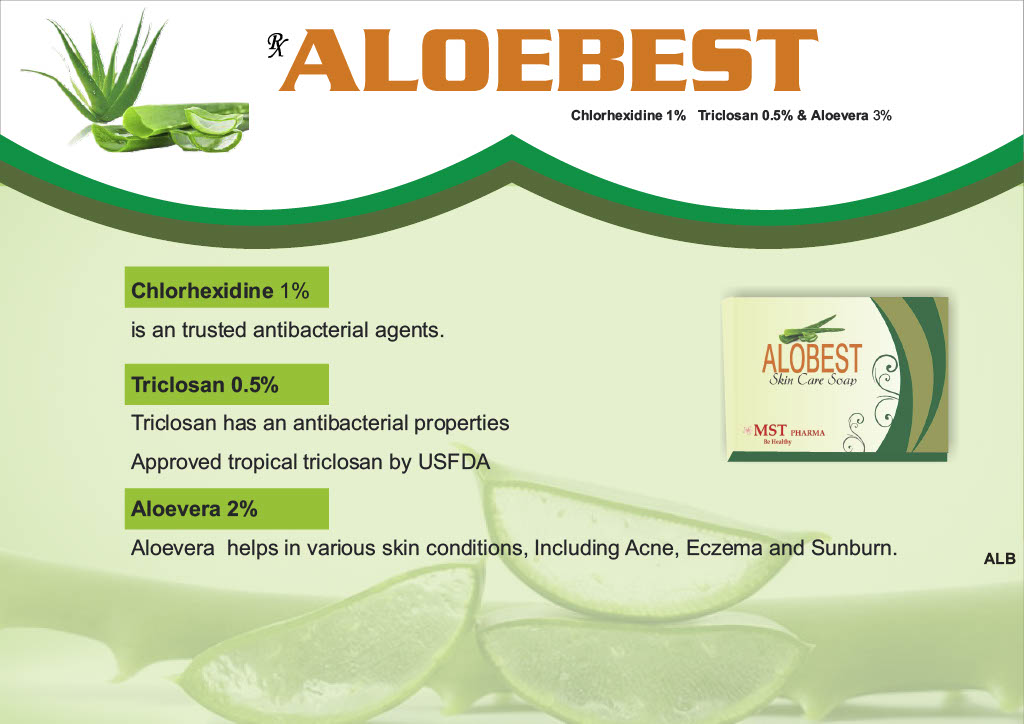 Rx ALOEBEST
Chlorhexidine 1% Triclosan 0.5% & Aloevera 3%
Chlorhexidine 1%
is an trusted antibacterial agents.
Triclosan 0.5%
Triclosan has an antibacterial properties
Approved tropical triclosan by USFDA
Aloevera 2%
Aloevera helps in various skin conditions, Including Acne, Eczema and Sunburn.
ALOBEST
Skin Care Soap
MST PHARMA
Be Healthy
ALB